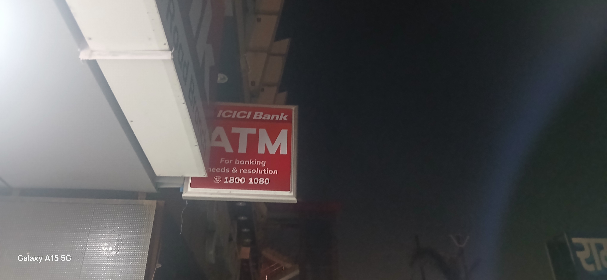 ICICI Bank
ATM
For banking
needs & resolution
1800 1080
Galaxy A15 5G